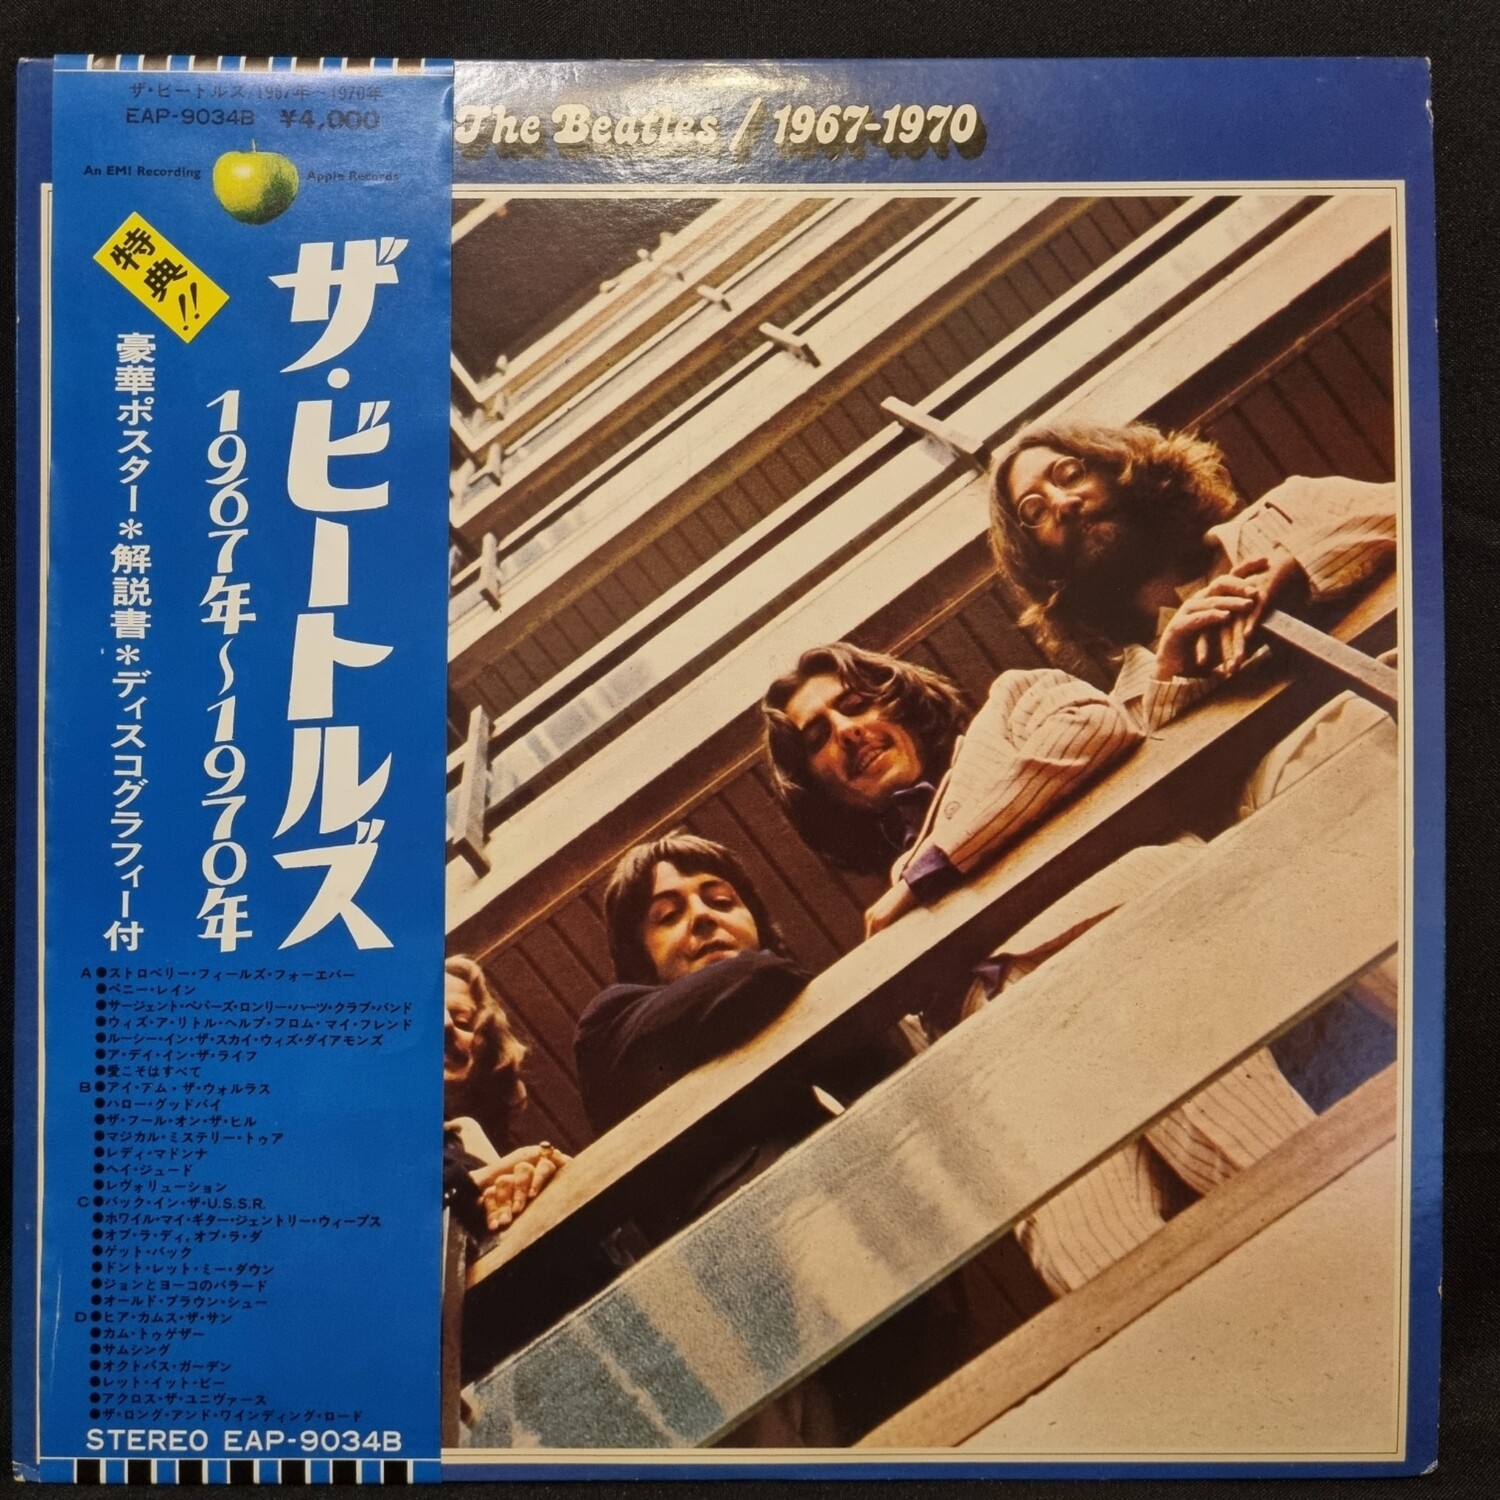 ザ・ビートルズ/1967年〜1970年
EAP-9034B ¥4,000
An EMI Recording
Apple Records
The Beatles / 1967-1970
特典!!
ザ・ビートルズ
1967年〜1970年
豪華ポスター*解説書*ディスコグラフィー付
A●ストロベリー・フィールズ・フォーエバー
●ペニー・レイン
●サージェント・ペパーズ・ロンリー・ハーツ・クラブ・バンド
●ウィズ・ア・リトル・ヘルプ・フロム・マイ・フレンド
●ルーシー・イン・ザ・スカイ・ウィズ・ダイアモンズ
●ア・デイ・イン・ザ・ライフ
●愛こそはすべて
B●アイ・アム・ザ・ウォルラス
●ハロー・グッドバイ
●ザ・フール・オン・ザ・ヒル
●マジカル・ミステリー・トゥア
●レディ・マドンナ
●ヘイ・ジュード
●レヴォリューション
C●バック・イン・ザ・U.S.S.R.
●ホワイル・マイ・ギター・ジェントリー・ウィープス
●オブ・ラ・ディ,オブ・ラ・ダ
●ゲット・バック
●ドント・レット・ミー・ダウン
●ジョンとヨーコのバラード
●オールド・ブラウン・シュー
D●ヒア・カムス・ザ・サン
●カム・トゥゲザー
●サムシング
●オクトパス・ガーデン
●レット・イット・ビー
●アクロス・ザ・ユニヴァース
●ザ・ロング・アンド・ワインディング・ロード
STEREO EAP-9034B